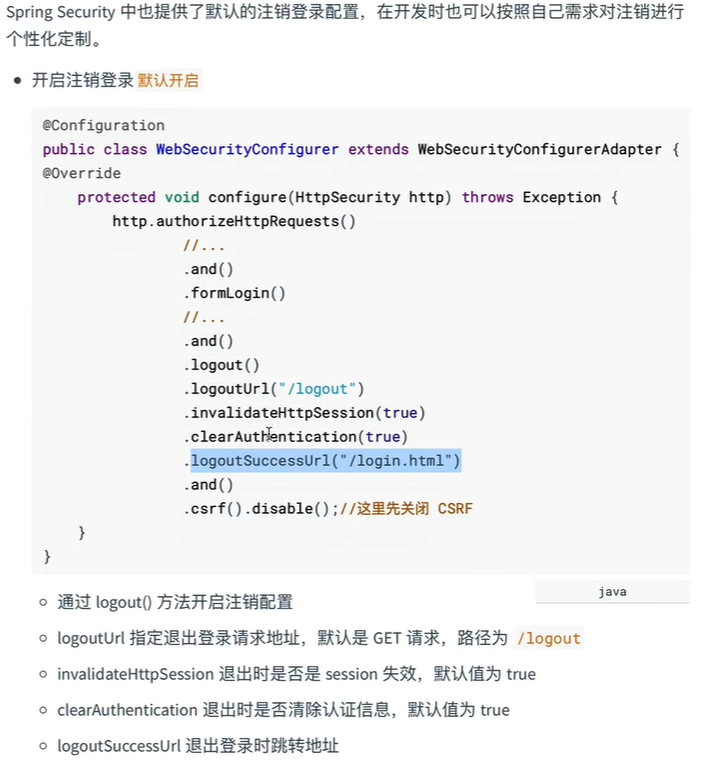 Spring Security 中也提供了默认的注销登录配置，在开发时也可以按照自己需求对注销进行
个性化定制。
开启注销登录 默认开启
@Configuration
public class WebSecurityConfigurer extends WebSecurityConfigurerAdapter {
@Override
protected void configure(HttpSecurity http) throws Exception {
http.authorizeHttpRequests()
//...
.and()
.formLogin()
//...
.and()
.logout()
.logoutUrl("/logout")
.invalidateHttpSession(true)
.clearAuthentication(true)
.logoutSuccessUrl("/login.html")
.and()
.csrf().disable();//这里先关闭 CSRF
}
}
java
通过 logout() 方法开启注销配置
logoutUrl 指定退出登录请求地址，默认是 GET 请求，路径为 /logout
invalidateHttpSession 退出时是否是 session 失效，默认值为 true
clearAuthentication 退出时是否清除认证信息，默认值为 true
logoutSuccessUrl 退出登录时跳转地址